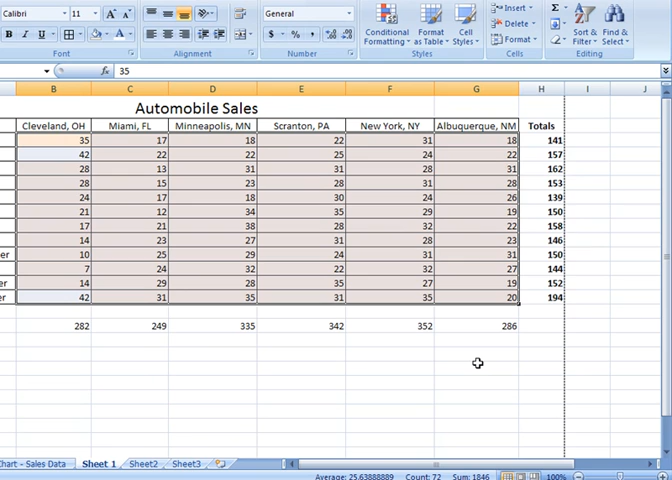 Calibri 11 A A General
B I U A $ % , .0 .00 .00 .0
Conditional Formatting Format as Table Cell Styles
Insert Delete Format
Σ Sort & Filter Find & Select
Font Alignment Number Styles Cells Editing
fx 35
B C D E F G H I J
Automobile Sales
Cleveland, OH Miami, FL Minneapolis, MN Scranton, PA New York, NY Albuquerque, NM Totals
35 17 18 22 31 18 141
42 22 22 25 24 22 157
28 13 31 31 28 31 162
28 15 23 28 31 28 153
24 17 18 30 24 26 139
21 12 34 35 29 19 150
17 21 38 28 32 22 158
14 23 27 31 28 23 146
er 10 25 29 24 31 31 150
7 24 32 22 32 27 144
er 14 29 28 35 27 19 152
er 42 31 35 31 35 20 194
282 249 335 342 352 286
Chart - Sales Data Sheet 1 Sheet2 Sheet3
Average: 25.63888889 Count: 72 Sum: 1846 100%